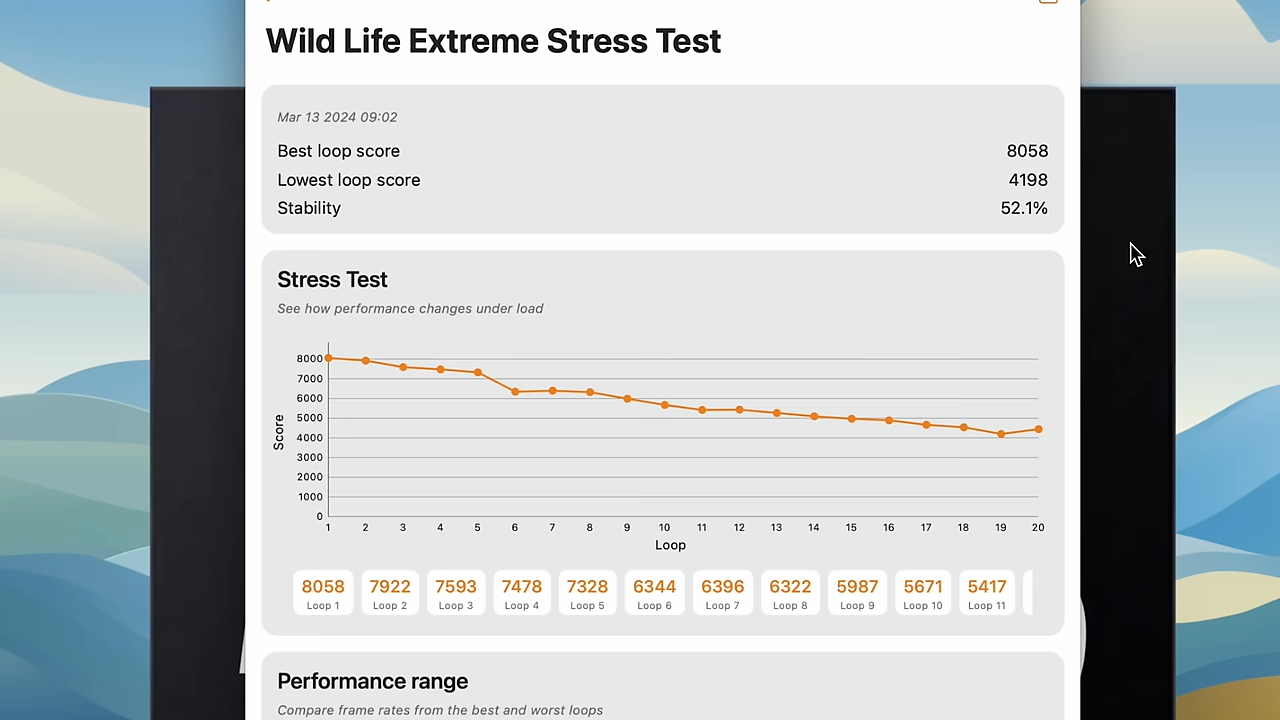 Wild Life Extreme Stress Test
Mar 13 2024 09:02
Best loop score 8058
Lowest loop score 4198
Stability 52.1%
Stress Test
See how performance changes under load
8000
7000
6000
5000
4000
3000
2000
1000
0
Score
1 2 3 4 5 6 7 8 9 10 11 12 13 14 15 16 17 18 19 20
Loop
8058 7922 7593 7478 7328 6344 6396 6322 5987 5671 5417
Loop 1 Loop 2 Loop 3 Loop 4 Loop 5 Loop 6 Loop 7 Loop 8 Loop 9 Loop 10 Loop 11
Performance range
Compare frame rates from the best and worst loops